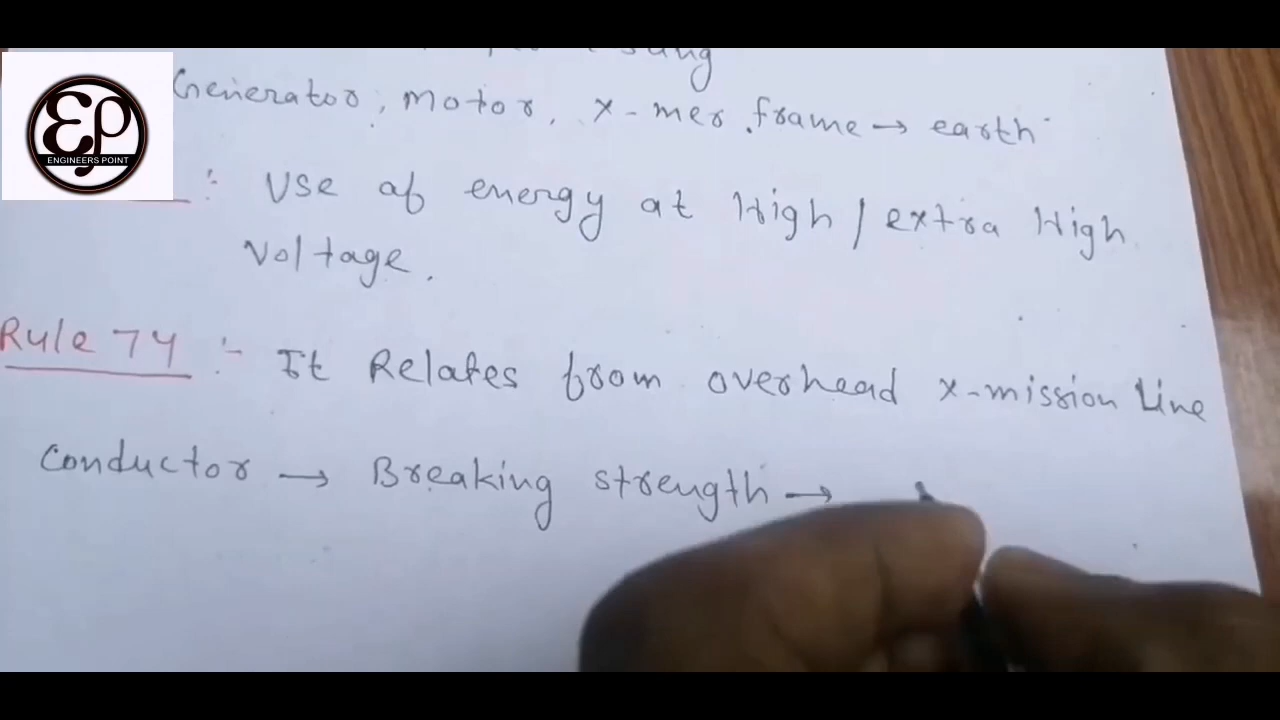 Generator, motor, x-mer frame → earth
EP
ENGINEERS POINT
:- Use of energy at High / extra High
Voltage.
Rule 74 :- It Relates from overhead x-mission Line
Conductor → Breaking strength →